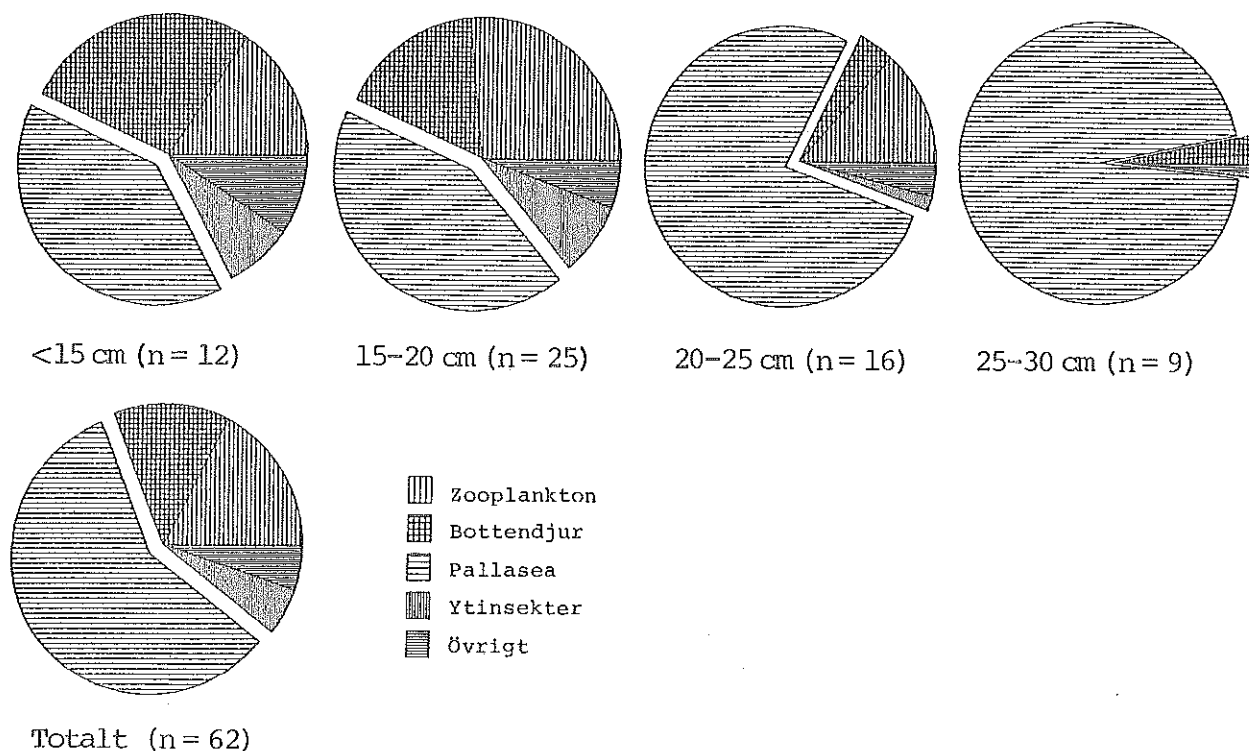 <15 cm (n = 12)
15-20 cm (n = 25)
20-25 cm (n = 16)
25-30 cm (n = 9)
Zooplankton
Bottendjur
Pallasea
Ytinsekter
Övrigt
Totalt (n = 62)